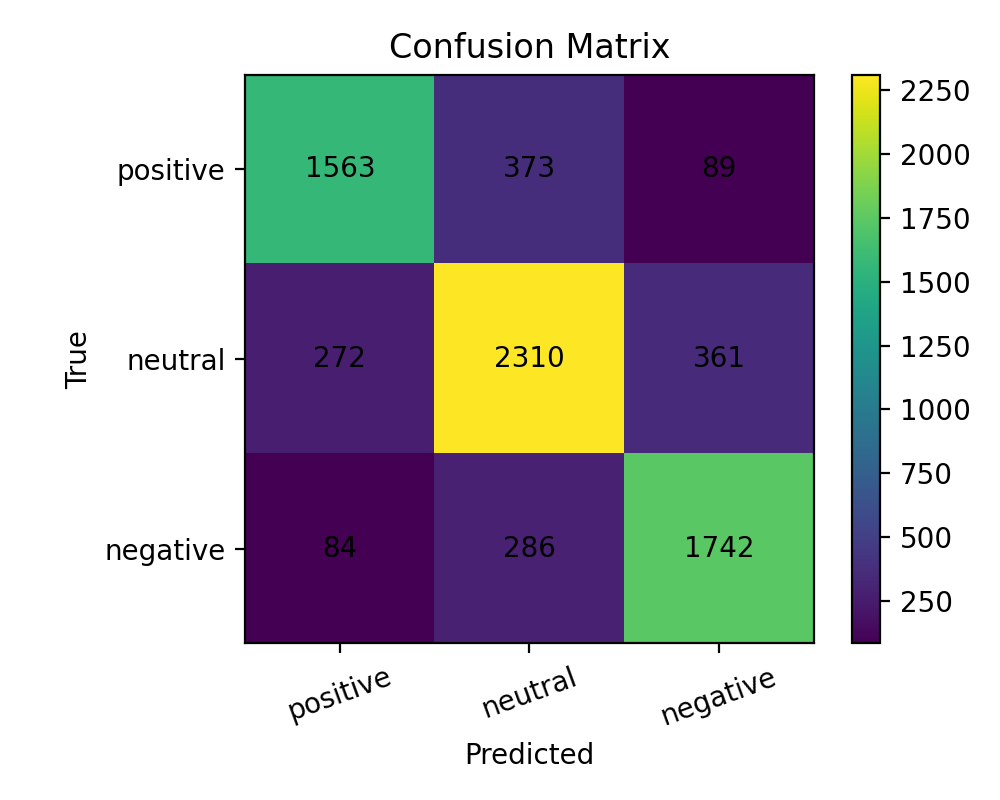 Confusion Matrix
positive 1563 373 89
neutral 272 2310 361
negative 84 286 1742
True
positive neutral negative
Predicted
2250
2000
1750
1500
1250
1000
750
500
250